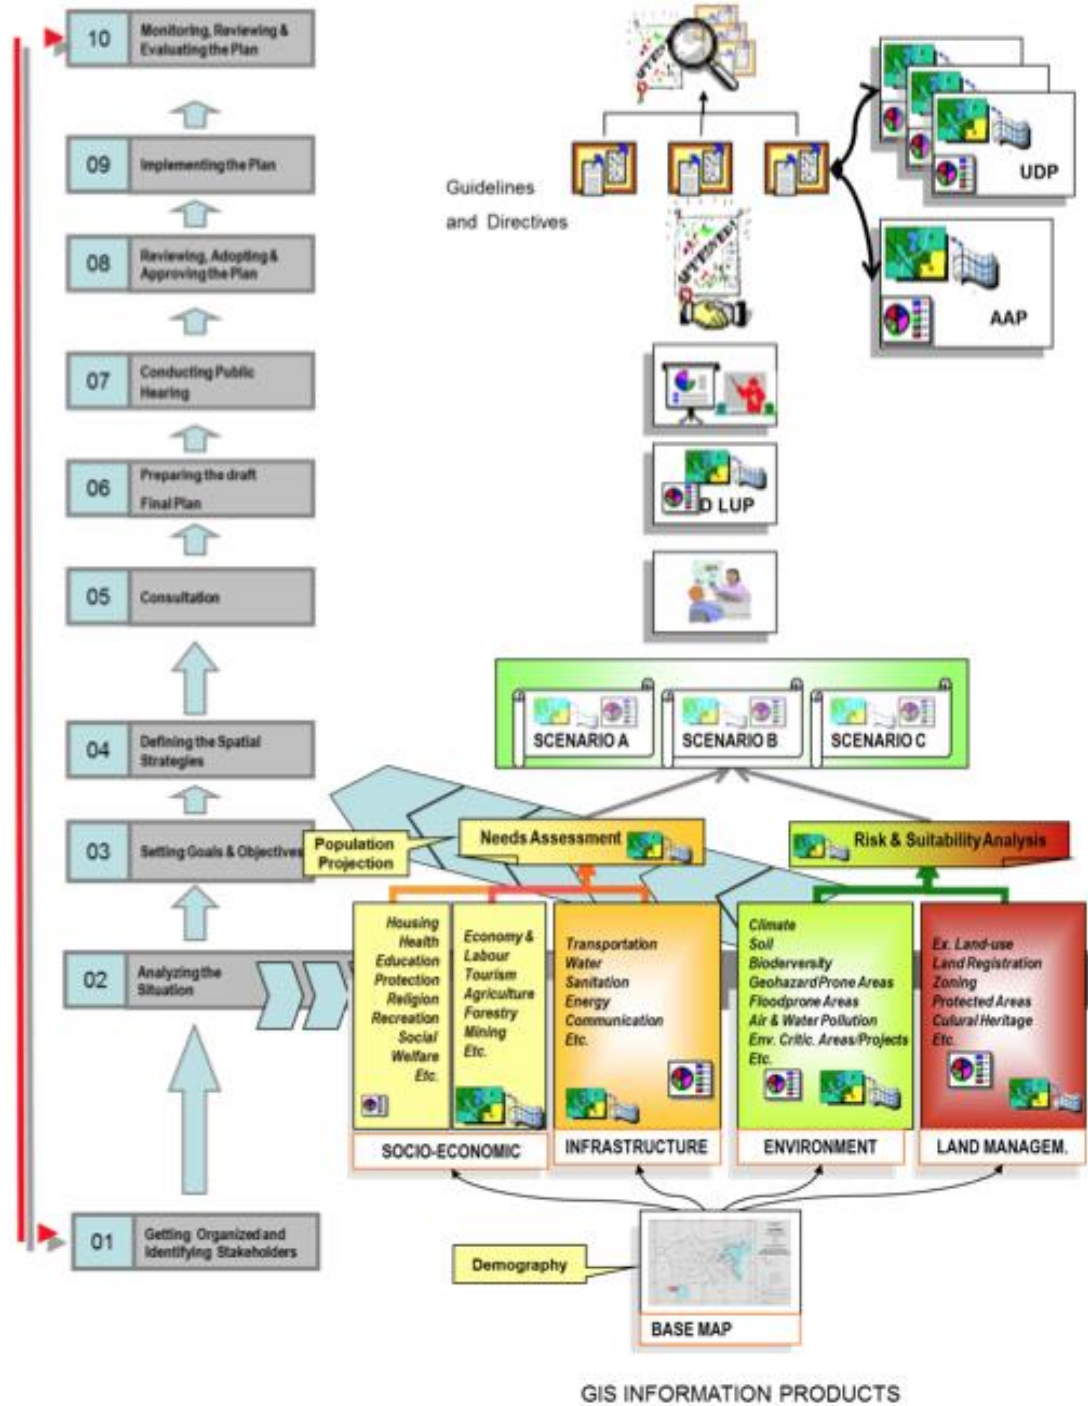 10
Monitoring, Reviewing &
Evaluating the Plan
09
Implementing the Plan
08
Reviewing, Adopting &
Approving the Plan
07
Conducting Public
Hearing
06
Preparing the draft
Final Plan
05
Consultation
04
Defining the Spatial
Strategies
03
Setting Goals & Objectives
02
Analyzing the
Situation
01
Getting Organized and
Identifying Stakeholders
Guidelines
and Directives
UDP
AAP
D LUP
SCENARIO A
SCENARIO B
SCENARIO C
Population
Projection
Needs Assessment
Risk & Suitability Analysis
Housing
Health
Education
Protection
Religion
Recreation
Social
Welfare
Etc.
Economy &
Labour
Tourism
Agriculture
Forestry
Mining
Etc.
SOCIO-ECONOMIC
Transportation
Water
Sanitation
Energy
Communication
Etc.
INFRASTRUCTURE
Climate
Soil
Bioderversity
Geohazard Prone Areas
Floodprone Areas
Air & Water Pollution
Env. Critic. Areas/Projects
Etc.
ENVIRONMENT
Ex. Land-use
Land Registration
Zoning
Protected Areas
Culural Heritage
Etc.
LAND MANAGEM.
Demography
BASE MAP
GIS INFORMATION PRODUCTS